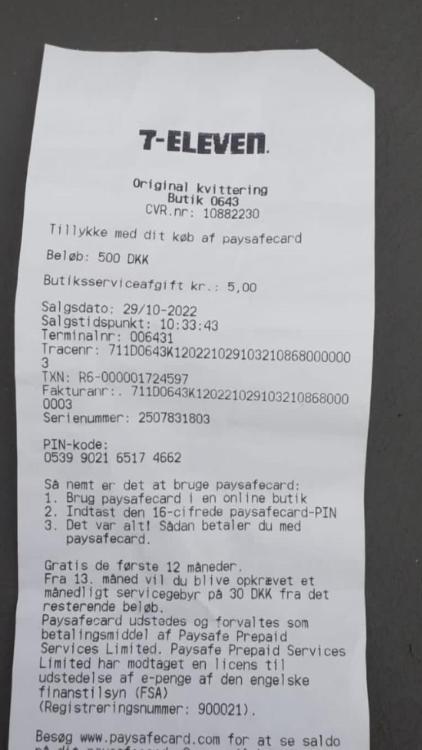 7-ELEVEn.
Original kvittering
Butik 0643
CVR.nr: 10882230
Tillykke med dit køb af paysafecard
Beløb: 500 DKK
Butiksserviceafgift kr.: 5,00
Salgsdato: 29/10-2022
Salgstidspunkt: 10:33:43
Terminalnr: 006431
Tracenr: 711D0643K120221029103210868000000
3
TXN: R6-000001724597
Fakturanr:. 711D0643K120221029103210868000
0003
Serienummer: 2507831803
PIN-kode:
0539 9021 6517 4662
Så nemt er det at bruge paysafecard:
1. Brug paysafecard i en online butik
2. Indtast den 16-cifrede paysafecard-PIN
3. Det var alt! Sådan betaler du med
paysafecard.
Gratis de første 12 måneder.
Fra 13. måned vil du blive opkrævet et
månedligt servicegebyr på 30 DKK fra det
resterende beløb.
Paysafecard udstedes og forvaltes som
betalingsmiddel af Paysafe Prepaid
Services Limited. Paysafe Prepaid Services
Limited har modtaget en licens til
udstedelse af e-penge af den engelske
finanstilsyn (FSA)
(Registreringsnummer: 900021).
Besøg www.paysafecard.com for at se saldo